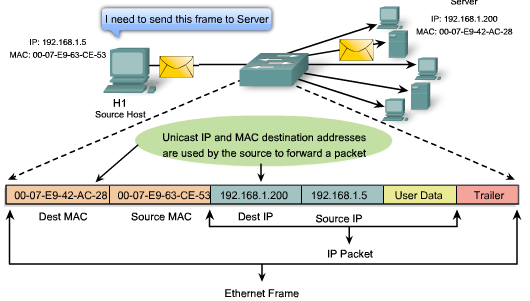 Server
I need to send this frame to Server
IP: 192.168.1.200
MAC: 00-07-E9-42-AC-28
IP: 192.168.1.5
MAC: 00-07-E9-63-CE-53
H1
Source Host
Unicast IP and MAC destination addresses
are used by the source to forward a packet
00-07-E9-42-AC-28 00-07-E9-63-CE-53 192.168.1.200 192.168.1.5 User Data Trailer
Dest MAC Source MAC Dest IP Source IP
IP Packet
Ethernet Frame